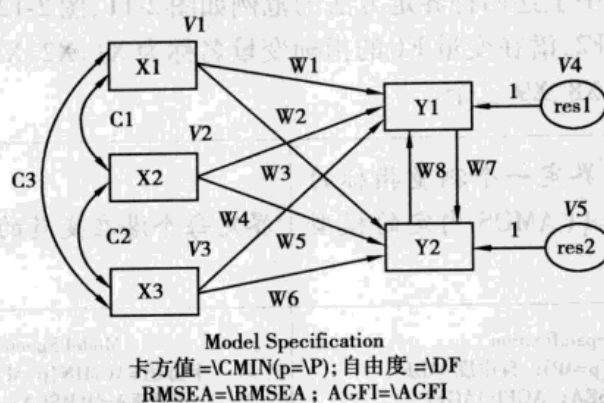 V1
X1
W1
V4
Y1
1
res1
C1
V2
W2
C3
X2
W3
W8
W7
W4
V5
C2
V3
W5
Y2
1
res2
X3
W6
Model Specification
卡方值=\CMIN(p=\P);自由度=\DF
RMSEA=\RMSEA; AGFI=\AGFI